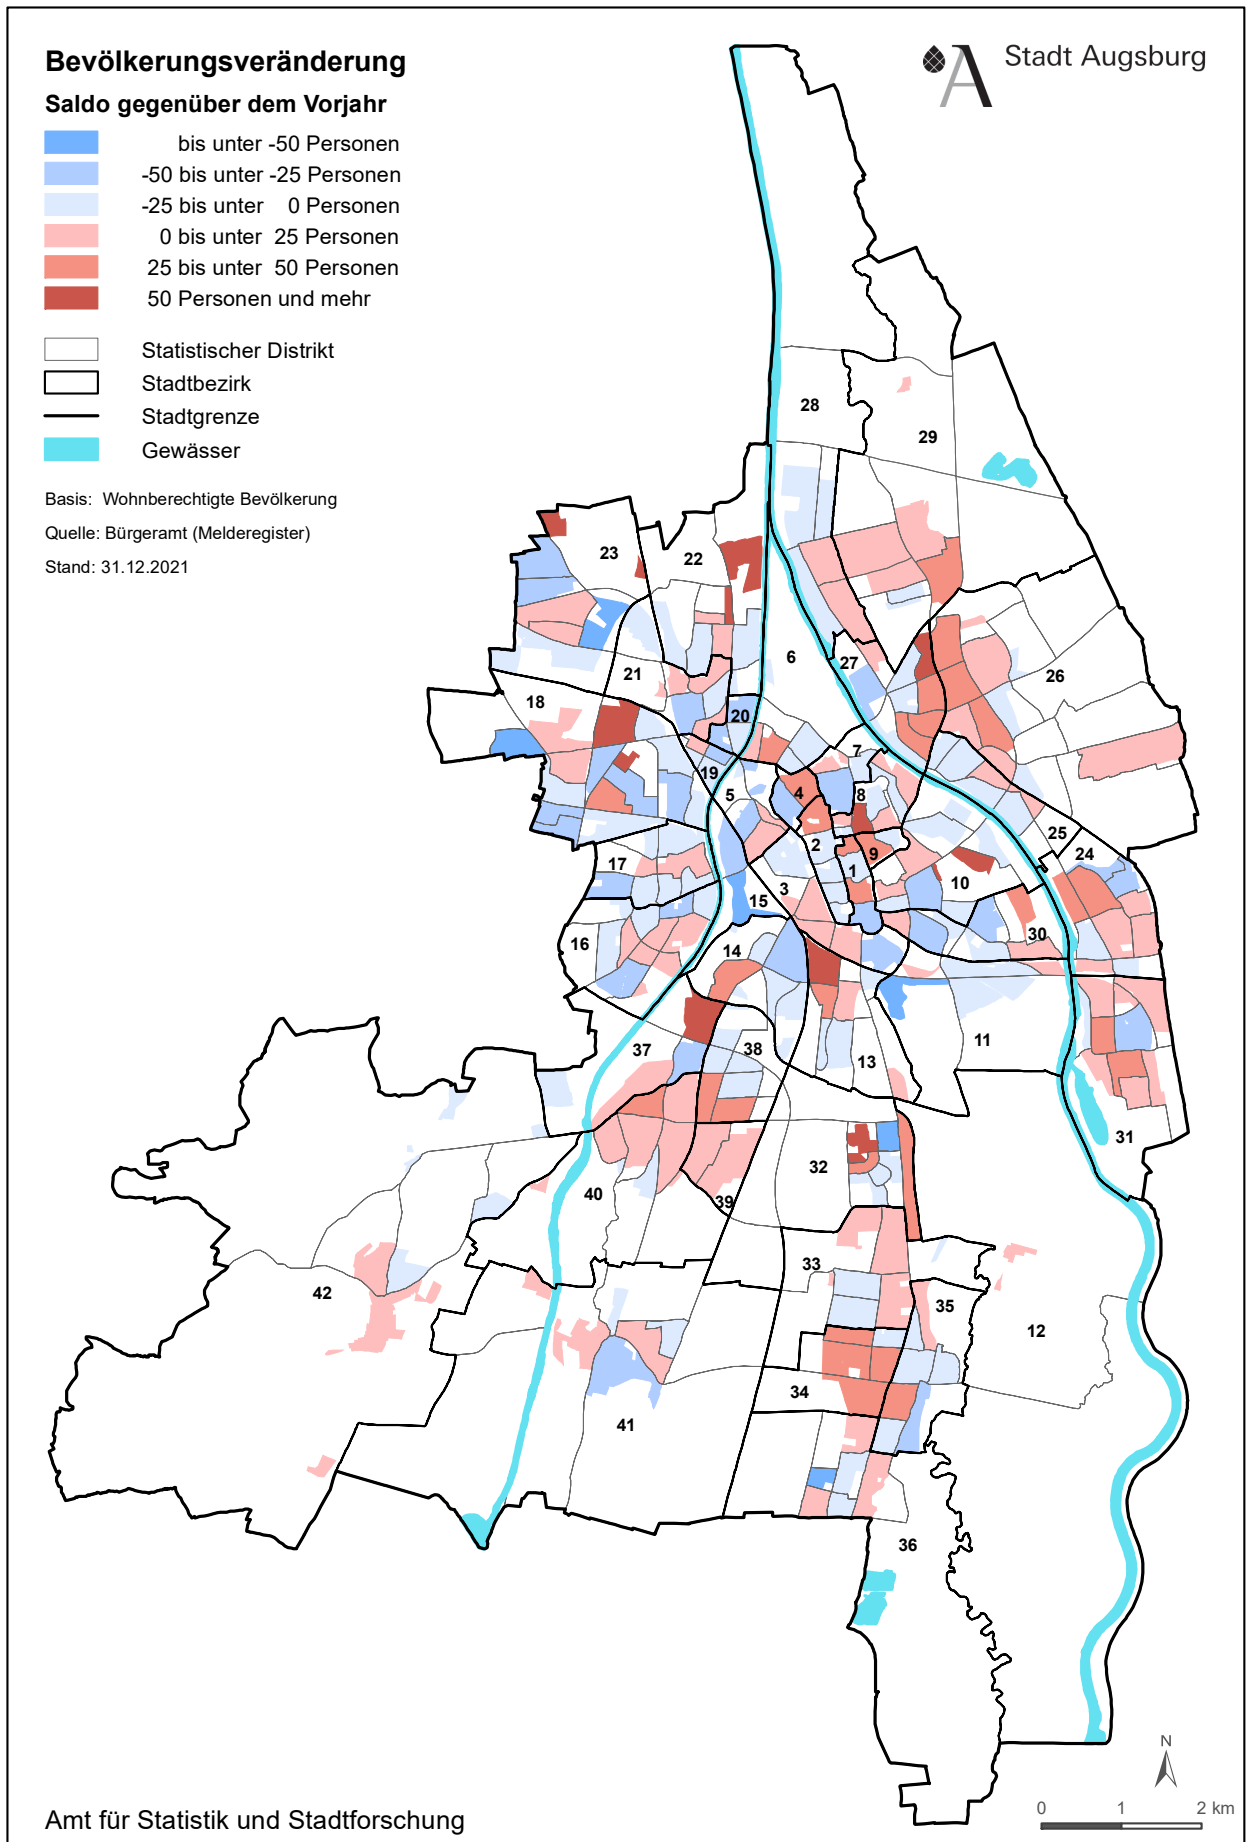 Bevölkerungsveränderung
Stadt Augsburg
Saldo gegenüber dem Vorjahr
bis unter -50 Personen
-50 bis unter -25 Personen
-25 bis unter 0 Personen
0 bis unter 25 Personen
25 bis unter 50 Personen
50 Personen und mehr
Statistischer Distrikt
Stadtbezirk
Stadtgrenze
Gewässer
Basis: Wohnberechtigte Bevölkerung
Quelle: Bürgeramt (Melderegister)
Stand: 31.12.2021
28
29
23
22
6
27
21
26
18
20
7
19
5
4
8
25
2
9
24
17
1
10
3
15
30
16
14
11
38
37
13
31
32
40
39
33
42
35
12
34
41
36
N
0 1 2 km
Amt für Statistik und Stadtforschung